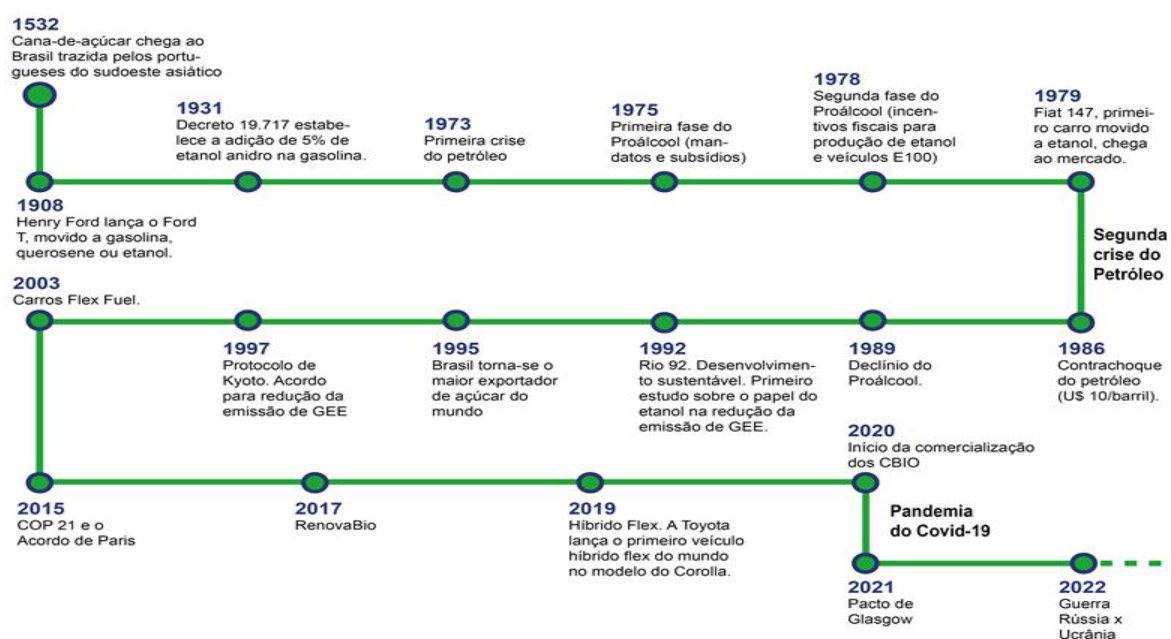 1532
Cana-de-açúcar chega ao
Brasil trazida pelos portu-
gueses do sudoeste asiático
1908
Henry Ford lança o Ford
T, movido a gasolina,
querosene ou etanol.
1931
Decreto 19.717 estabe-
lece a adição de 5% de
etanol anidro na gasolina.
1973
Primeira crise
do petróleo
1975
Primeira fase do
Proálcool (man-
datos e subsídios)
1978
Segunda fase do
Proálcool (incen-
tivos fiscais para
produção de etanol
e veículos E100)
1979
Fiat 147, primei-
ro carro movido
a etanol, chega
ao mercado.
Segunda
crise do
Petróleo
1986
Contrachoque
do petróleo
(U$ 10/barril).
1989
Declínio do
Proálcool.
1992
Rio 92. Desenvolvimen-
to sustentável. Primeiro
estudo sobre o papel do
etanol na redução da
emissão de GEE.
1995
Brasil torna-se o
maior exportador
de açúcar do
mundo
1997
Protocolo de
Kyoto. Acordo
para redução da
emissão de GEE
2003
Carros Flex Fuel.
2015
COP 21 e o
Acordo de Paris
2017
RenovaBio
2019
Híbrido Flex. A Toyota
lança o primeiro veículo
híbrido flex do mundo
no modelo do Corolla.
2020
Início da comercialização
dos CBIO
Pandemia
do Covid-19
2021
Pacto de
Glasgow
2022
Guerra
Rússia x
Ucrânia